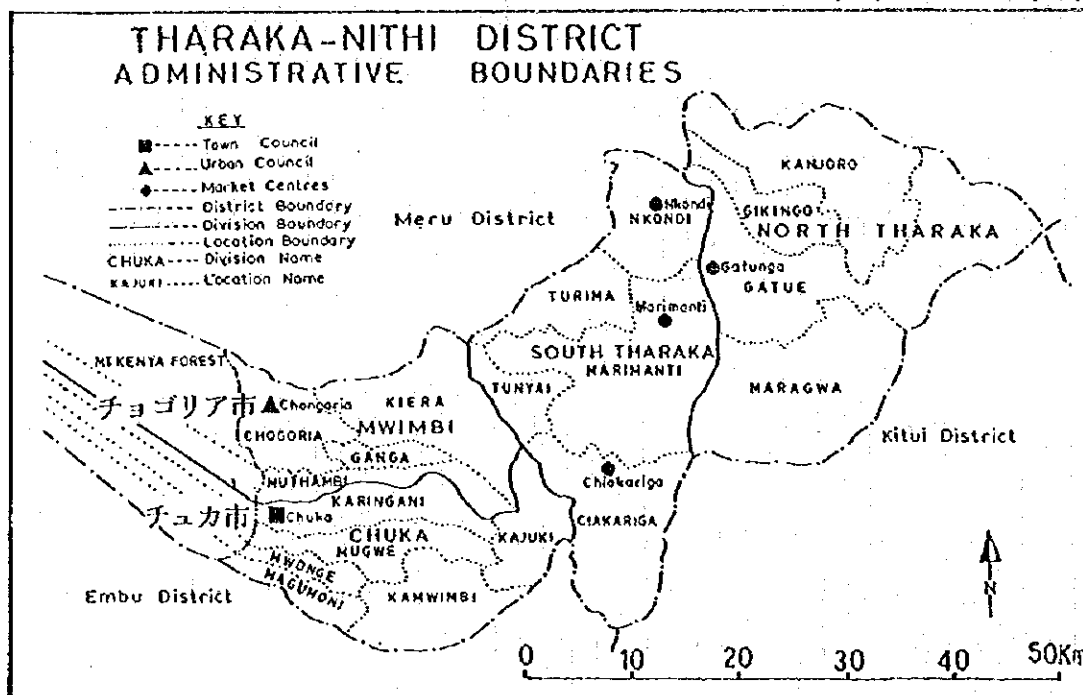 THARAKA-NITHI DISTRICT
ADMINISTRATIVE BOUNDARIES
KEY
Town Council
Urban Council
Market Centres
District Boundary
Division Boundary
Location Boundary
CHUKA Division Name
KAJUKI Location Name
Meru District
KANJORO
Nkondi
NKONDI
GIKINGO
NORTH THARAKA
Gatunga
GATUE
TURIMA
Marimanti
MT KENYA FOREST
SOUTH THARAKA
MARIMANTI
TUNYAI
MARAGWA
チョゴリア市
Chongoria
KIERA
MWIMBI
CHOGORIA
GANGA
Kitui District
MUTHAMBI
KARINGANI
Chiakariga
チュカ市
Chuka
CHUKA
KAJUKI
CIAKARIGA
MUGWE
MWONGE
MAGUMONI
Embu District
KAMWIMBI
N
0 10 20 30 40 50Km